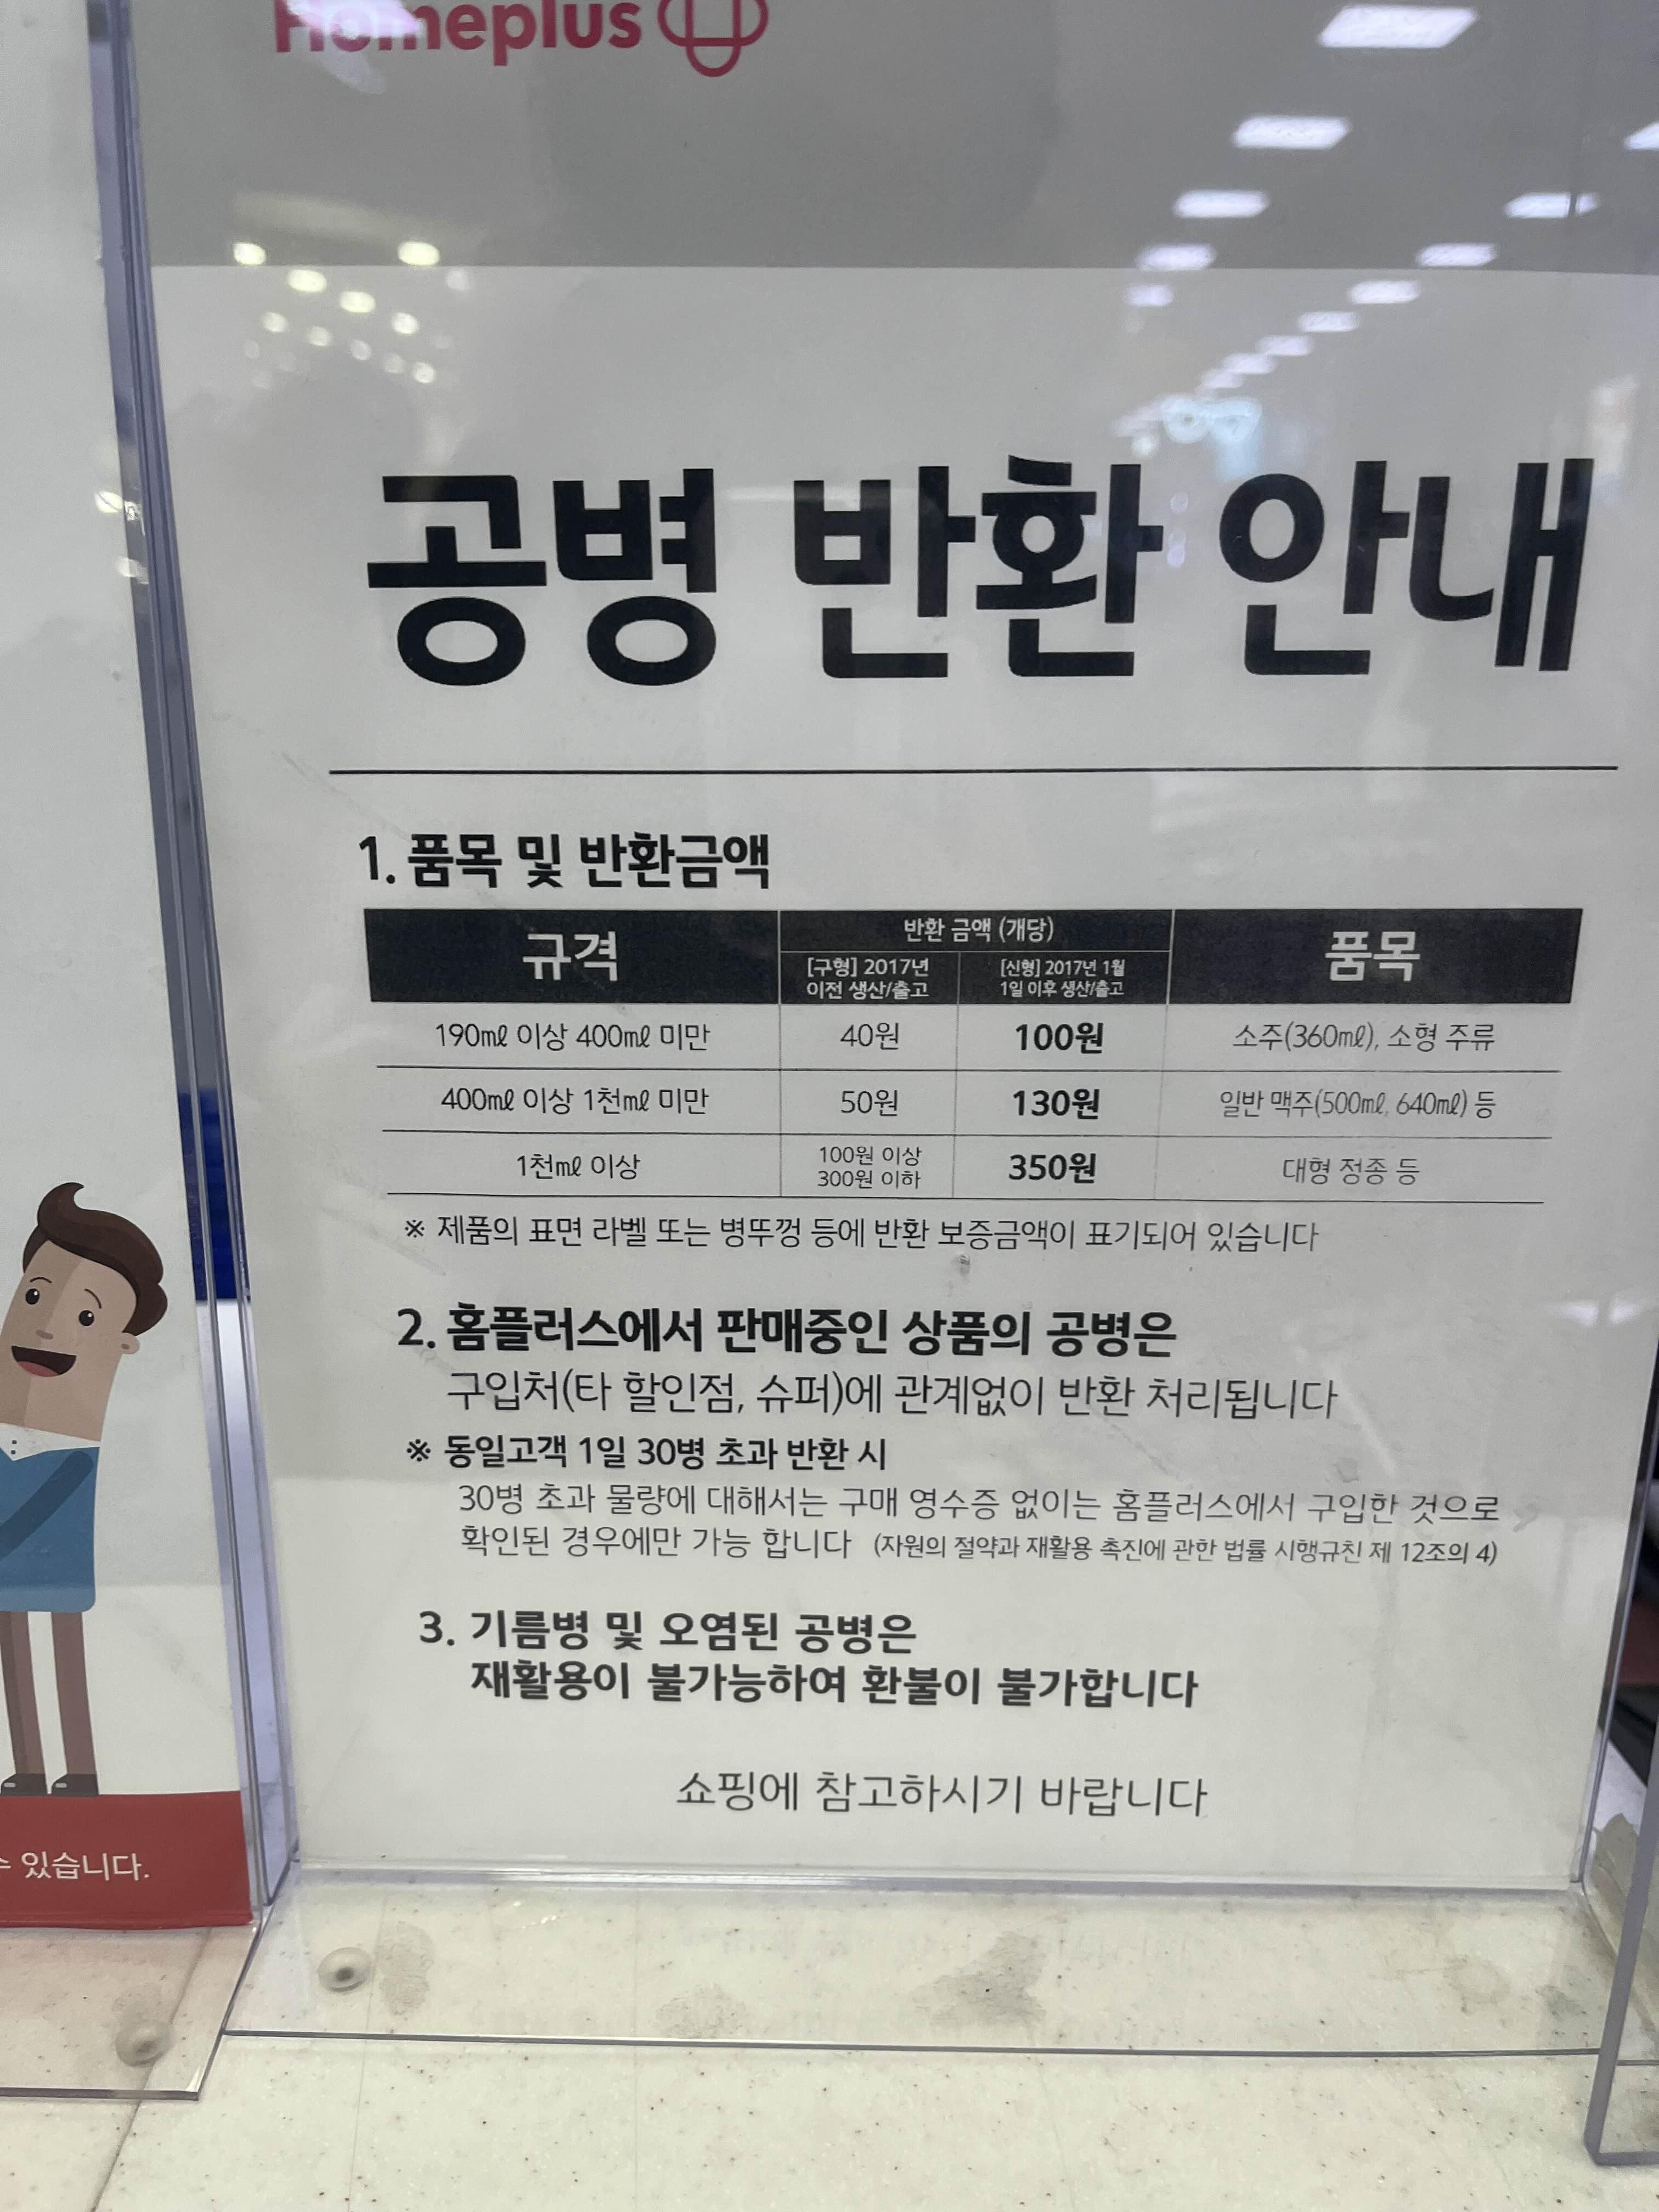 Homeplus
공병 반환 안내
1. 품목 및 반환금액
규격
반환 금액 (개당)
품목
[구형] 2017년
이전 생산/출고
[신형] 2017년 1월
1일 이후 생산/출고
190㎖ 이상 400㎖ 미만 40원 100원 소주(360㎖), 소형 주류
400㎖ 이상 1천㎖ 미만 50원 130원 일반 맥주(500㎖, 640㎖) 등
1천㎖ 이상 100원 이상 300원 이하 350원 대형 정종 등
※ 제품의 표면 라벨 또는 병뚜껑 등에 반환 보증금액이 표기되어 있습니다
2. 홈플러스에서 판매중인 상품의 공병은
구입처(타 할인점, 슈퍼)에 관계없이 반환 처리됩니다
※ 동일고객 1일 30병 초과 반환 시
30병 초과 물량에 대해서는 구매 영수증 없이는 홈플러스에서 구입한 것으로
확인된 경우에만 가능 합니다 (자원의 절약과 재활용 촉진에 관한 법률 시행규친 제 12조의 4)
3. 기름병 및 오염된 공병은
재활용이 불가능하여 환불이 불가합니다
쇼핑에 참고하시기 바랍니다
있습니다.